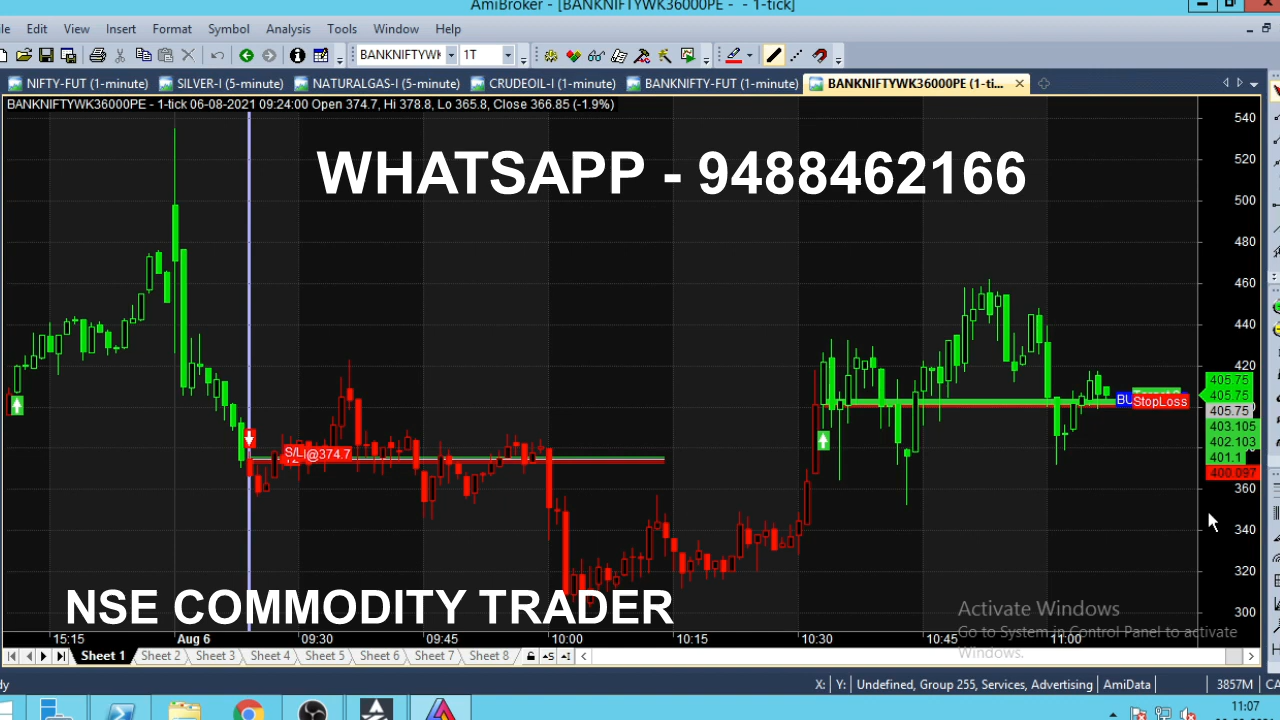 AmiBroker - [BANKNIFTYWK36000PE - - 1-tick]
Edit View Insert Format Symbol Analysis Tools Window Help
BANKNIFTYWK 1T
NIFTY-FUT (1-minute) SILVER-I (5-minute) NATURALGAS-I (5-minute) CRUDEOIL-I (5-minute) BANKNIFTY-FUT (1-minute) BANKNIFTYWK36000PE (1-ti...
BANKNIFTYWK36000PE - 1-tick 06-08-2021 09:24:00 Open 374.7, Hi 378.8, Lo 365.8, Close 366.85 (-1.9%)
WHATSAPP - 9488462166
540
520
500
480
460
440
420
405.75
405.75
405.75
BU StopLoss
403.105
402.103
401.1
400.097
S/L @374.7
360
340
320
300
NSE COMMODITY TRADER
Activate Windows
Go to System in Control Panel to activate
Windows.
15:15 Aug 6 09:30 09:45 10:00 10:15 10:30 10:45 11:00
Sheet 1 Sheet 2 Sheet 3 Sheet 4 Sheet 5 Sheet 6 Sheet 7 Sheet 8
X: Y: Undefined, Group 255, Services, Advertising AmiData 3857M
11:07